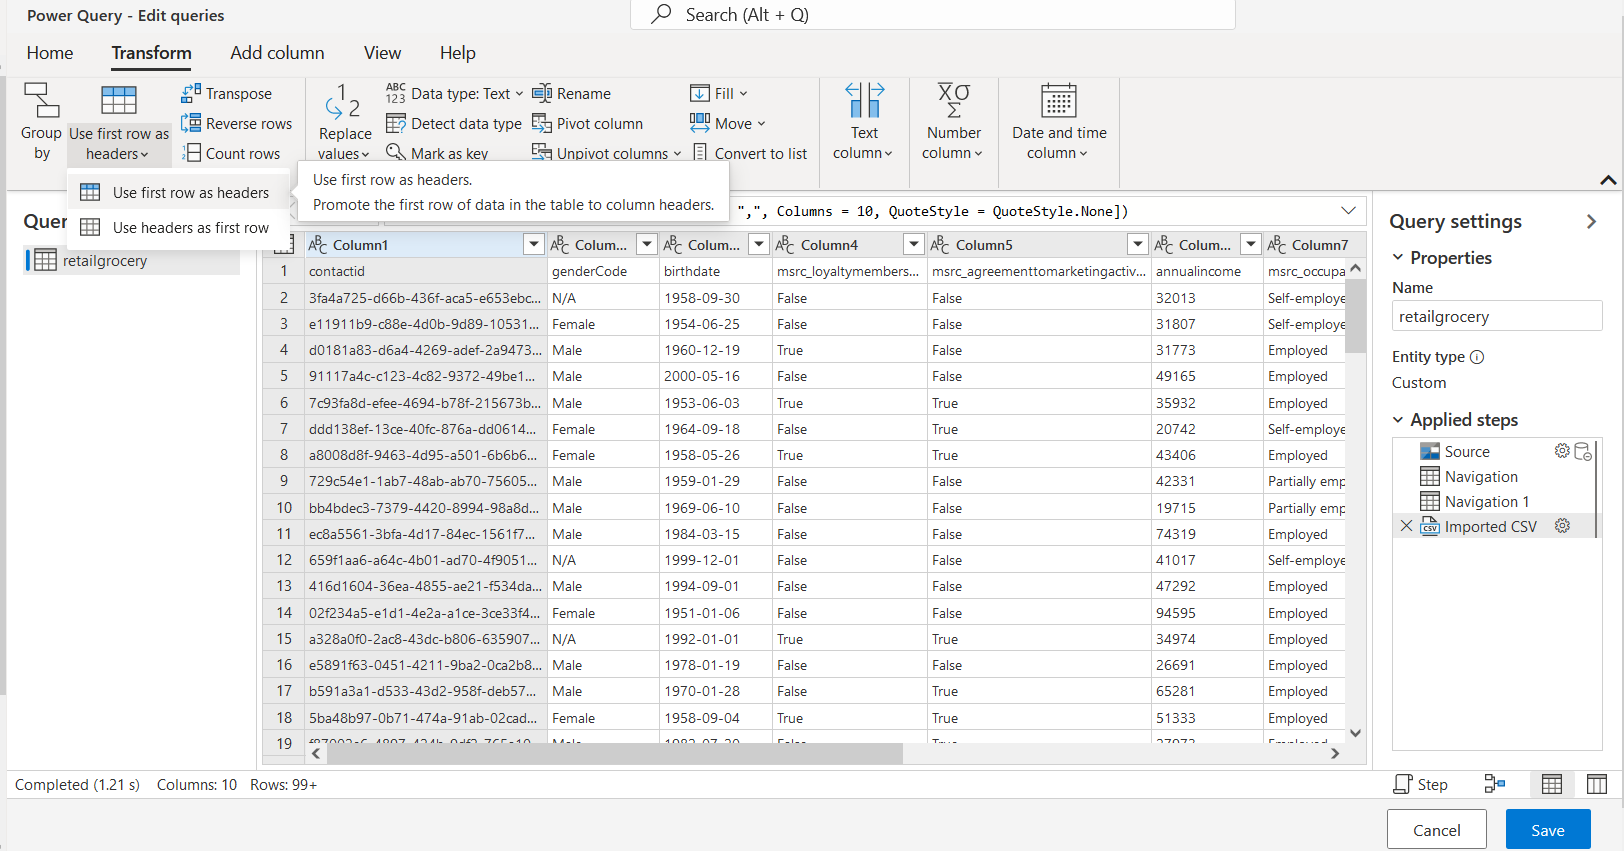 Power Query - Edit queries
Search (Alt + Q)
Home Transform Add column View Help
Group by
Use first row as headers
Transpose
Reverse rows
Count rows
Replace values
Data type: Text
Detect data type
Mark as key
Rename
Pivot column
Unpivot columns
Fill
Move
Convert to list
Text column
Number column
Date and time column
Use first row as headers
Use headers as first row
Use first row as headers.
Promote the first row of data in the table to column headers.
",", Columns = 10, QuoteStyle = QuoteStyle.None])
Quer
retailgrocery
Column1 Colum... Colum... Column4 Column5 Colum... Column7
1 contactid genderCode birthdate msrc_loyaltymembers... msrc_agreementtomarketingactiv... annualincome msrc_occupa
2 3fa4a725-d66b-436f-aca5-e653ebc... N/A 1958-09-30 False False 32013 Self-employe
3 e11911b9-c88e-4d0b-9d89-10531... Female 1954-06-25 False False 31807 Self-employe
4 d0181a83-d6a4-4269-adef-2a9473... Male 1960-12-19 True False 31773 Employed
5 91117a4c-c123-4c82-9372-49be1... Male 2000-05-16 False False 49165 Employed
6 7c93fa8d-efee-4694-b78f-215673b... Male 1953-06-03 True True 35932 Employed
7 ddd138ef-13ce-40fc-876a-dd0614... Female 1964-09-18 False True 20742 Self-employe
8 a8008d8f-9463-4d95-a501-6b6b6... Female 1958-05-26 True True 43406 Employed
9 729c54e1-1ab7-48ab-ab70-75605... Male 1959-01-29 False False 42331 Partially emp
10 bb4bdec3-7379-4420-8994-98a8d... Male 1969-06-10 False False 19715 Partially emp
11 ec8a5561-3bfa-4d17-84ec-1561f7... Male 1984-03-15 False False 74319 Employed
12 659f1aa6-a64c-4b01-ad70-4f9051... N/A 1999-12-01 False False 41017 Self-employe
13 416d1604-36ea-4855-ae21-f534da... Male 1994-09-01 False False 47292 Employed
14 02f234a5-e1d1-4e2a-a1ce-3ce33f4... Female 1951-01-06 False False 94595 Employed
15 a328a0f0-2ac8-43dc-b806-635907... N/A 1992-01-01 True True 34974 Employed
16 e5891f63-0451-4211-9ba2-0ca2b8... Male 1978-01-19 False False 26691 Employed
17 b591a3a1-d533-43d2-958f-deb57... Male 1970-01-28 False True 65281 Employed
18 5ba48b97-0b71-474a-91ab-02cad... Female 1958-09-04 True True 51333 Employed
19
Query settings
Properties
Name
retailgrocery
Entity type
Custom
Applied steps
Source
Navigation
Navigation 1
Imported CSV
Completed (1.21 s) Columns: 10 Rows: 99+
Step
Cancel
Save